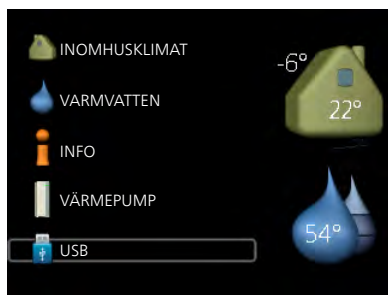 INOMHUSKLIMAT
VARMVATTEN
INFO
VÄRMEPUMP
USB
-6°
22°
54°